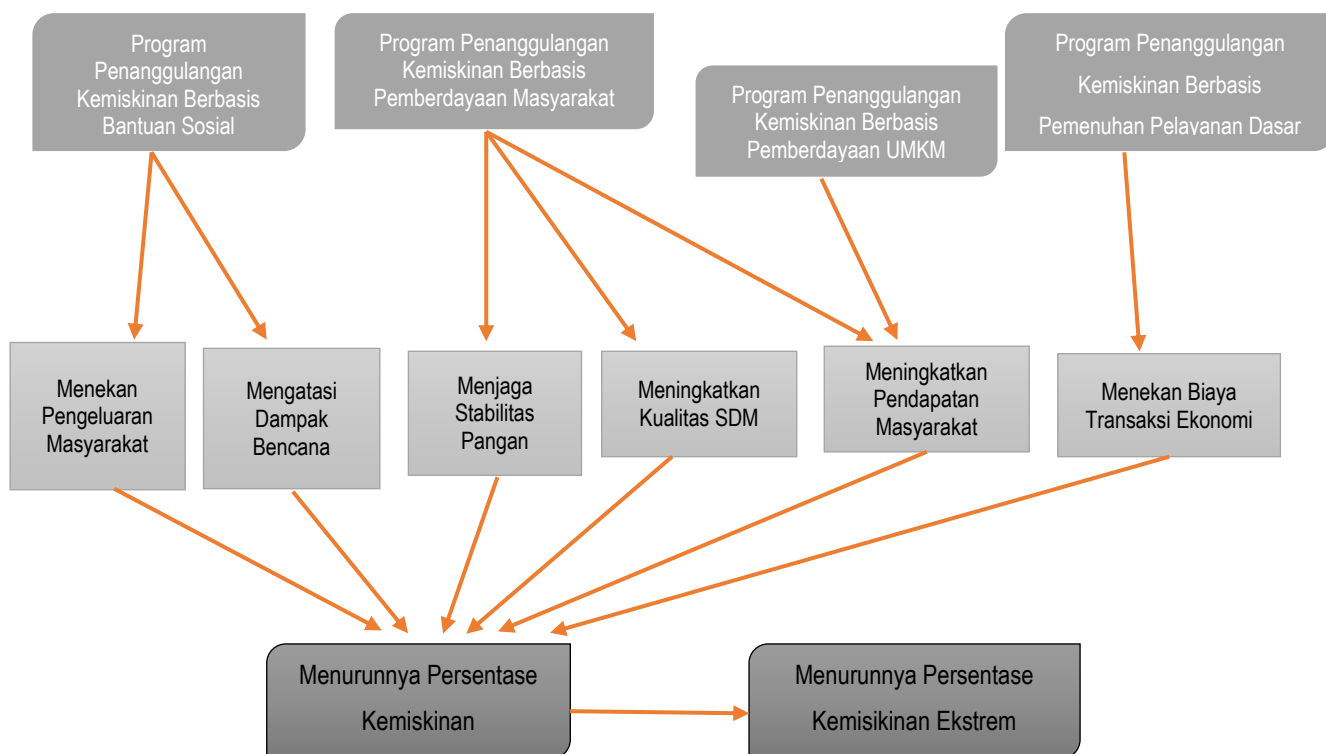 Program
Penanggulangan
Kemiskinan Berbasis
Bantuan Sosial
Program Penanggulangan
Kemiskinan Berbasis
Pemberdayaan Masyarakat
Program Penanggulangan
Kemiskinan Berbasis
Pemberdayaan UMKM
Program Penanggulangan
Kemiskinan Berbasis
Pemenuhan Pelayanan Dasar
Menekan
Pengeluaran
Masyarakat
Mengatasi
Dampak
Bencana
Menjaga
Stabilitas
Pangan
Meningkatkan
Kualitas SDM
Meningkatkan
Pendapatan
Masyarakat
Menekan Biaya
Transaksi Ekonomi
Menurunnya Persentase
Kemiskinan
Menurunnya Persentase
Kemisikinan Ekstrem